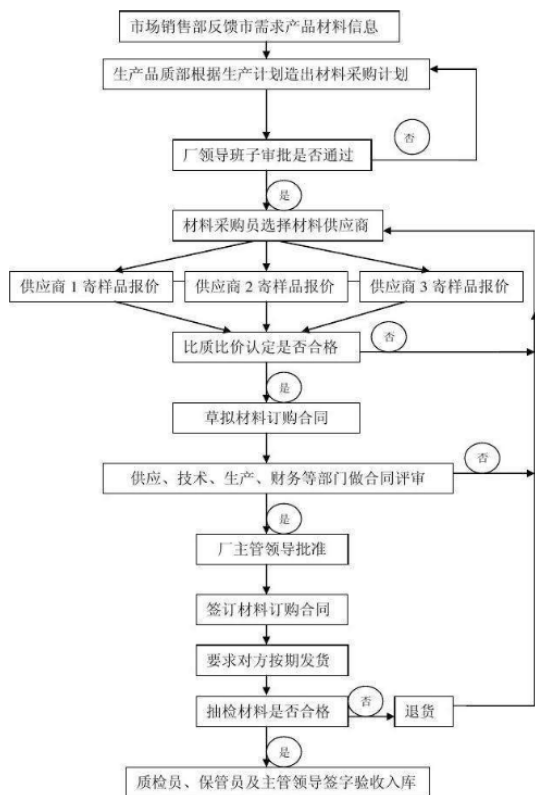 市场销售部反馈市需求产品材料信息
生产品质部根据生产计划造出材料采购计划
否
厂领导班子审批是否通过
是
材料采购员选择材料供应商
供应商 1 寄样品报价
供应商 2 寄样品报价
供应商 3 寄样品报价
否
比质比价认定是否合格
是
草拟材料订购合同
否
供应、技术、生产、财务等部门做合同评审
是
厂主管领导批准
签订材料订购合同
要求对方按期发货
否
抽检材料是否合格
退货
是
质检员、保管员及主管领导签字验收入库